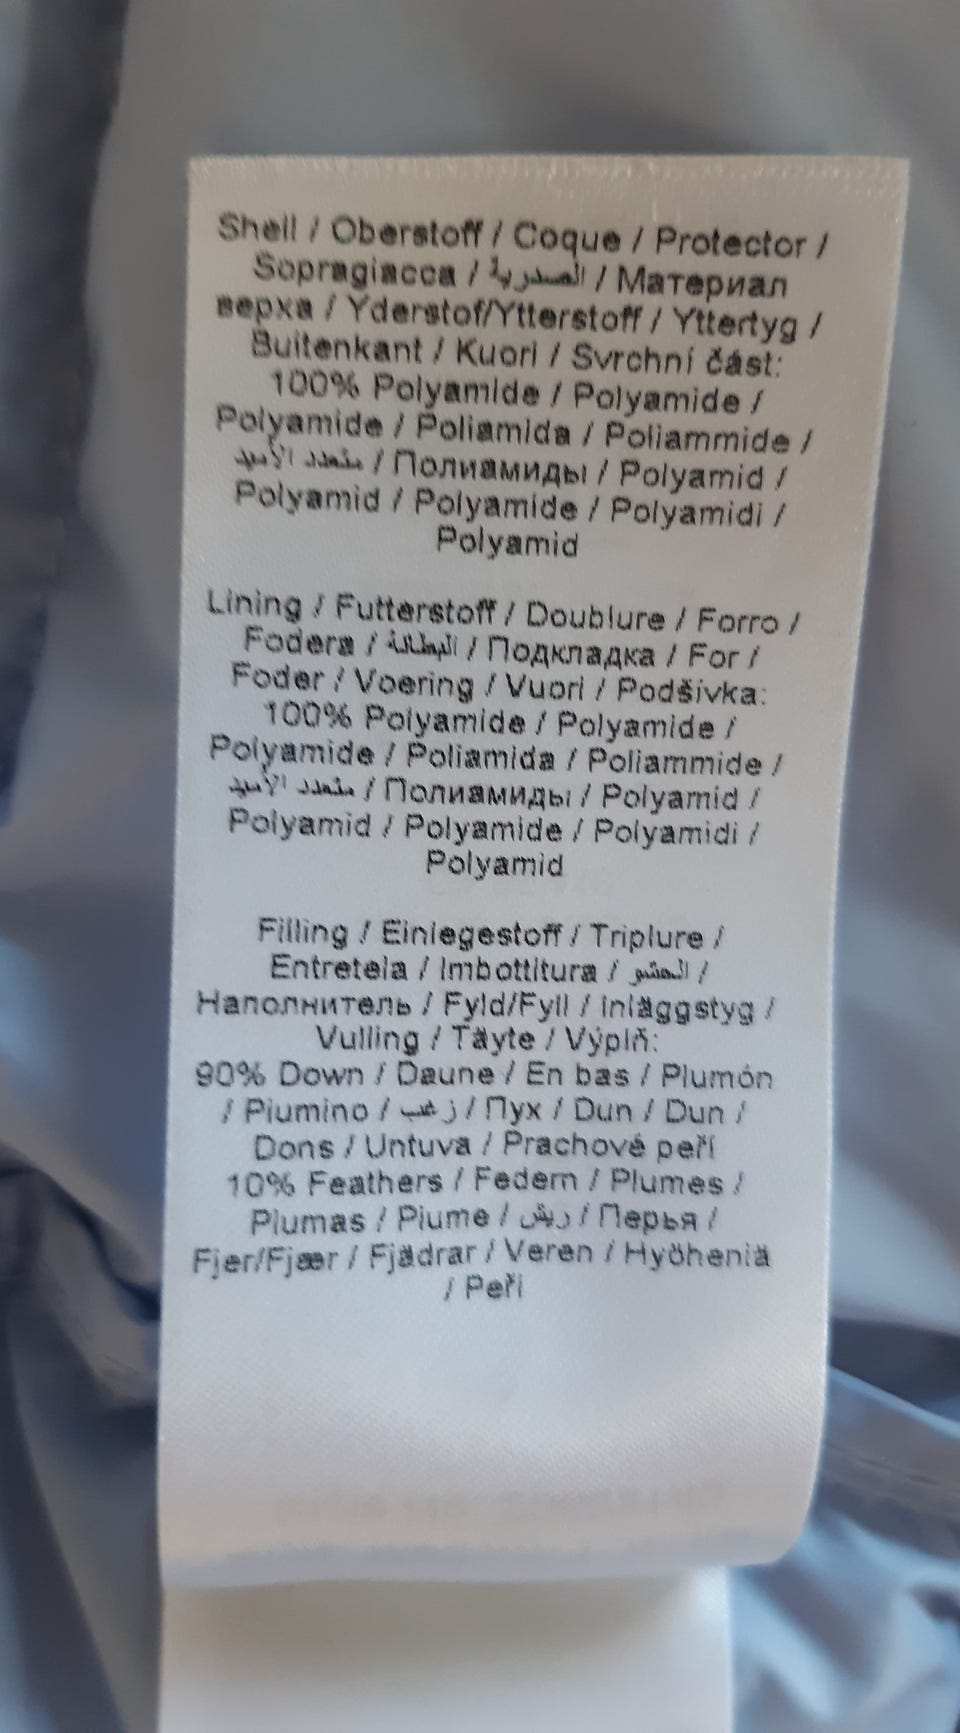 Shell / Oberstoff / Coque / Protector /
Sopragiacca / الصدرية / Материал
верха / Yderstof/Ytterstoff / Yttertyg /
Buitenkant / Kuori / Svrchní část:
100% Polyamide / Polyamide /
Polyamide / Poliamida / Poliammide /
متعدد الأميد / Полиамиды / Polyamid /
Polyamid / Polyamide / Polyamidi /
Polyamid
Lining / Futterstoff / Doublure / Forro /
Fodera / البطانة / Подкладка / For /
Foder / Voering / Vuori / Podšívka:
100% Polyamide / Polyamide /
Polyamide / Poliamida / Poliammide /
متعدد الأميد / Полиамиды / Polyamid /
Polyamid / Polyamide / Polyamidi /
Polyamid
Filling / Einlegestoff / Triplure /
Entretela / Imbottitura / الحشو /
Наполнитель / Fyld/Fyll / Inläggstyg /
Vulling / Täyte / Výplň:
90% Down / Daune / En bas / Plumón
/ Piumino / زغب / Пух / Dun / Dun /
Dons / Untuva / Prachové peří
10% Feathers / Federn / Plumes /
Plumas / Piume / ريش / Перья /
Fjer/Fjær / Fjädrar / Veren / Hyöheniä
/ Peří